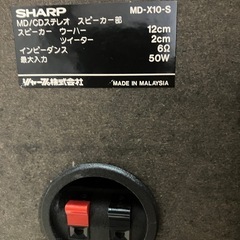 SHARP MD-X10-S
MD/CDステレオ スピーカー部
スピーカー ウーハー 12cm
ツイーター 2cm
インピーダンス 6Ω
最大入力 50W
シャープ株式会社 MADE IN MALAYSIA